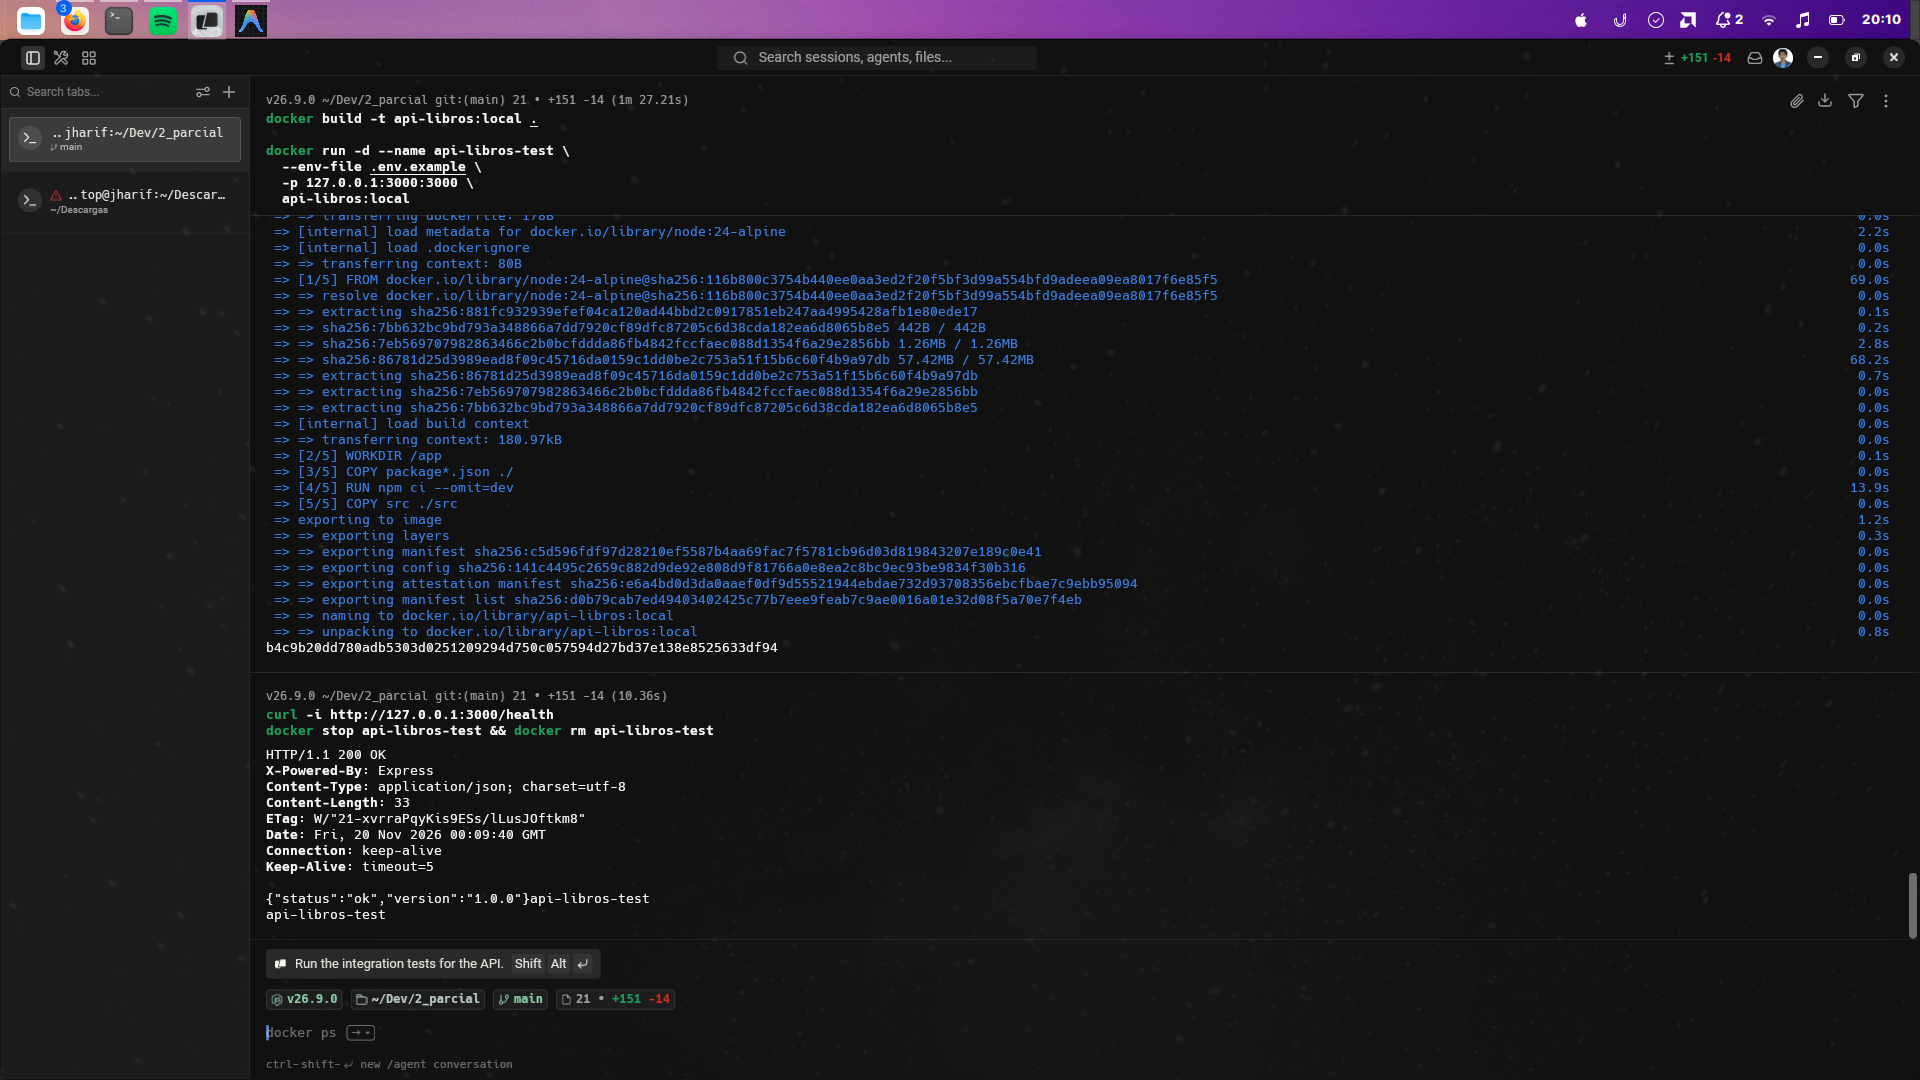 3
2
20:10
Search sessions, agents, files...
+151 -14
Search tabs...
..jharif:~/Dev/2_parcial
main
..top@jharif:~/Descar...
~/Descargas
v26.9.0 ~/Dev/2_parcial git:(main) 21 • +151 -14 (1m 27.21s)
docker build -t api-libros:local .
docker run -d --name api-libros-test \
--env-file .env.example \
-p 127.0.0.1:3000:3000 \
api-libros:local
=> => transferring dockerfile: 178B 0.0s
=> [internal] load metadata for docker.io/library/node:24-alpine 2.2s
=> [internal] load .dockerignore 0.0s
=> => transferring context: 80B 0.0s
=> [1/5] FROM docker.io/library/node:24-alpine@sha256:116b800c3754b440ee0aa3ed2f20f5bf3d99a554bfd9adeea09ea8017f6e85f5 69.0s
=> => resolve docker.io/library/node:24-alpine@sha256:116b800c3754b440ee0aa3ed2f20f5bf3d99a554bfd9adeea09ea8017f6e85f5 0.0s
=> => extracting sha256:881fc932939efef04ca120ad44bbd2c0917851eb247aa4995428afb1e80ede17 0.1s
=> => sha256:7bb632bc9bd793a348866a7dd7920cf89dfc87205c6d38cda182ea6d8065b8e5 442B / 442B 0.2s
=> => sha256:7eb569707982863466c2b0bcfddda86fb4842fccfaec088d1354f6a29e2856bb 1.26MB / 1.26MB 2.8s
=> => sha256:86781d25d3989ead8f09c45716da0159c1dd0be2c753a51f15b6c60f4b9a97db 57.42MB / 57.42MB 68.2s
=> => extracting sha256:86781d25d3989ead8f09c45716da0159c1dd0be2c753a51f15b6c60f4b9a97db 0.7s
=> => extracting sha256:7eb569707982863466c2b0bcfddda86fb4842fccfaec088d1354f6a29e2856bb 0.0s
=> => extracting sha256:7bb632bc9bd793a348866a7dd7920cf89dfc87205c6d38cda182ea6d8065b8e5 0.0s
=> [internal] load build context 0.0s
=> => transferring context: 180.97kB 0.0s
=> [2/5] WORKDIR /app 0.1s
=> [3/5] COPY package*.json ./ 0.0s
=> [4/5] RUN npm ci --omit=dev 13.9s
=> [5/5] COPY src ./src 0.0s
=> exporting to image 1.2s
=> => exporting layers 0.3s
=> => exporting manifest sha256:c5d596fdf97d28210ef5587b4aa69fac7f5781cb96d03d819843207e189c0e41 0.0s
=> => exporting config sha256:141c4495c2659c882d9de92e808d9f81766a0e8ea2c8bc9ec93be9834f30b316 0.0s
=> => exporting attestation manifest sha256:e6a4bd0d3da0aaef0df9d55521944ebdae732d93708356ebcfbae7c9ebb95094 0.0s
=> => exporting manifest list sha256:d0b79cab7ed49403402425c77b7eee9feab7c9ae0016a01e32d08f5a70e7f4eb 0.0s
=> => naming to docker.io/library/api-libros:local 0.0s
=> => unpacking to docker.io/library/api-libros:local 0.8s
b4c9b20dd780adb5303d0251209294d750c057594d27bd37e138e8525633df94
v26.9.0 ~/Dev/2_parcial git:(main) 21 • +151 -14 (10.36s)
curl -i http://127.0.0.1:3000/health
docker stop api-libros-test && docker rm api-libros-test
HTTP/1.1 200 OK
X-Powered-By: Express
Content-Type: application/json; charset=utf-8
Content-Length: 33
ETag: W/"21-xvrraPqyKis9ESs/lLusJOftkm8"
Date: Fri, 20 Nov 2026 00:09:40 GMT
Connection: keep-alive
Keep-Alive: timeout=5
{"status":"ok","version":"1.0.0"}api-libros-test
api-libros-test
Run the integration tests for the API. Shift Alt ↵
v26.9.0 ~/Dev/2_parcial main 21 • +151 -14
docker ps →
ctrl-shift-↵ new /agent conversation